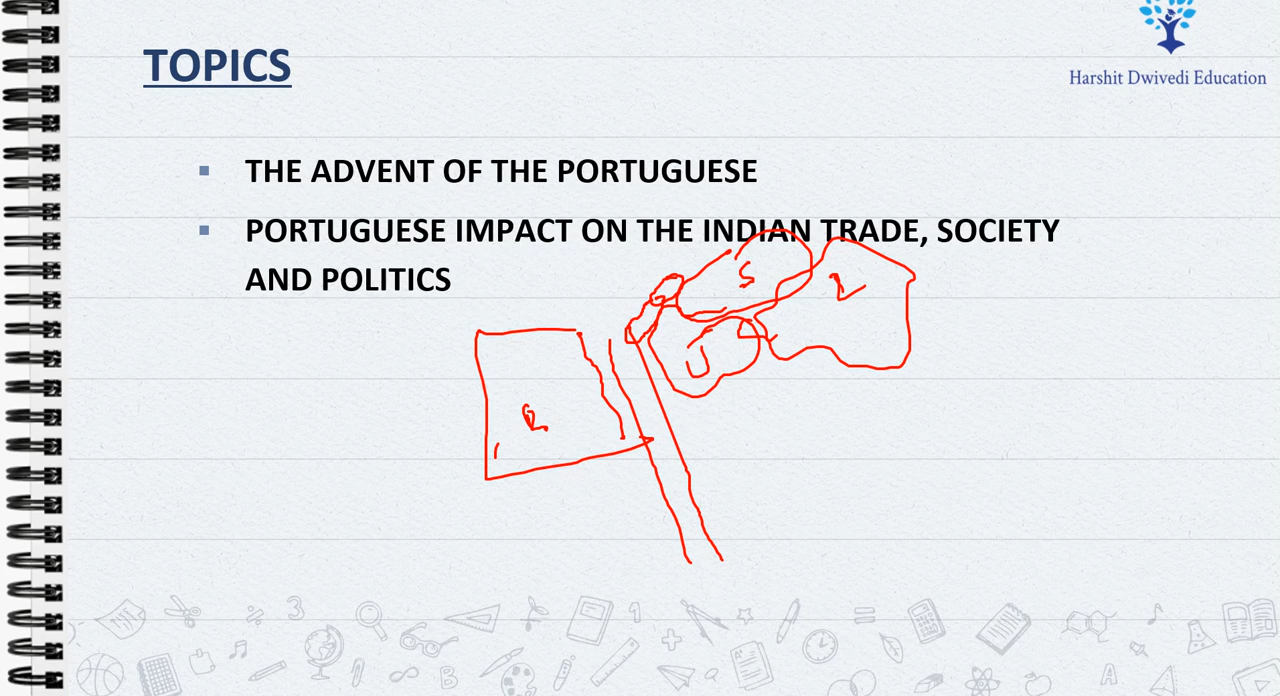 TOPICS
Harshit Dwivedi Education
THE ADVENT OF THE PORTUGUESE
PORTUGUESE IMPACT ON THE INDIAN TRADE, SOCIETY
AND POLITICS
S
U